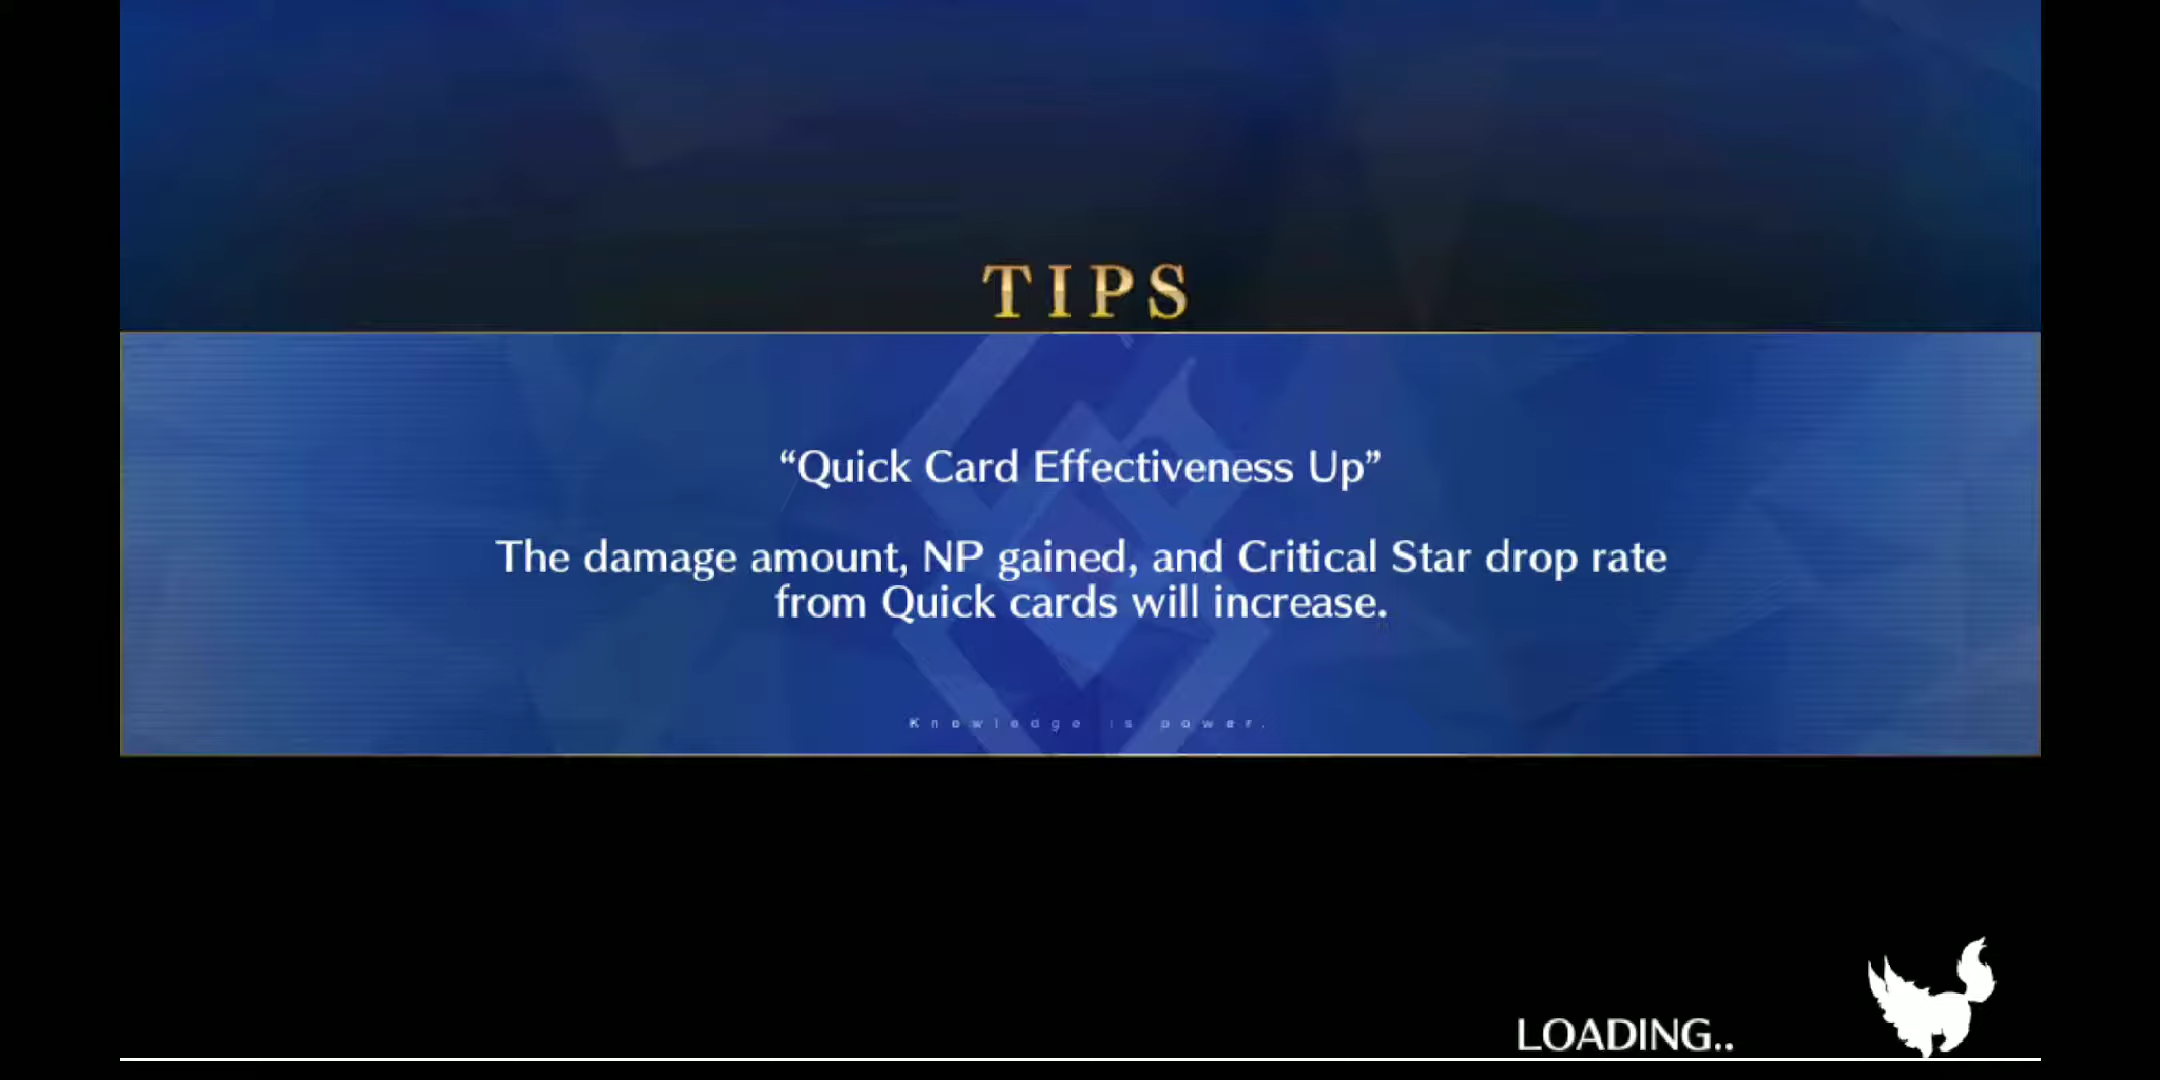 TIPS
“Quick Card Effectiveness Up”
The damage amount, NP gained, and Critical Star drop rate
from Quick cards will increase.
Knowledge is power.
LOADING..